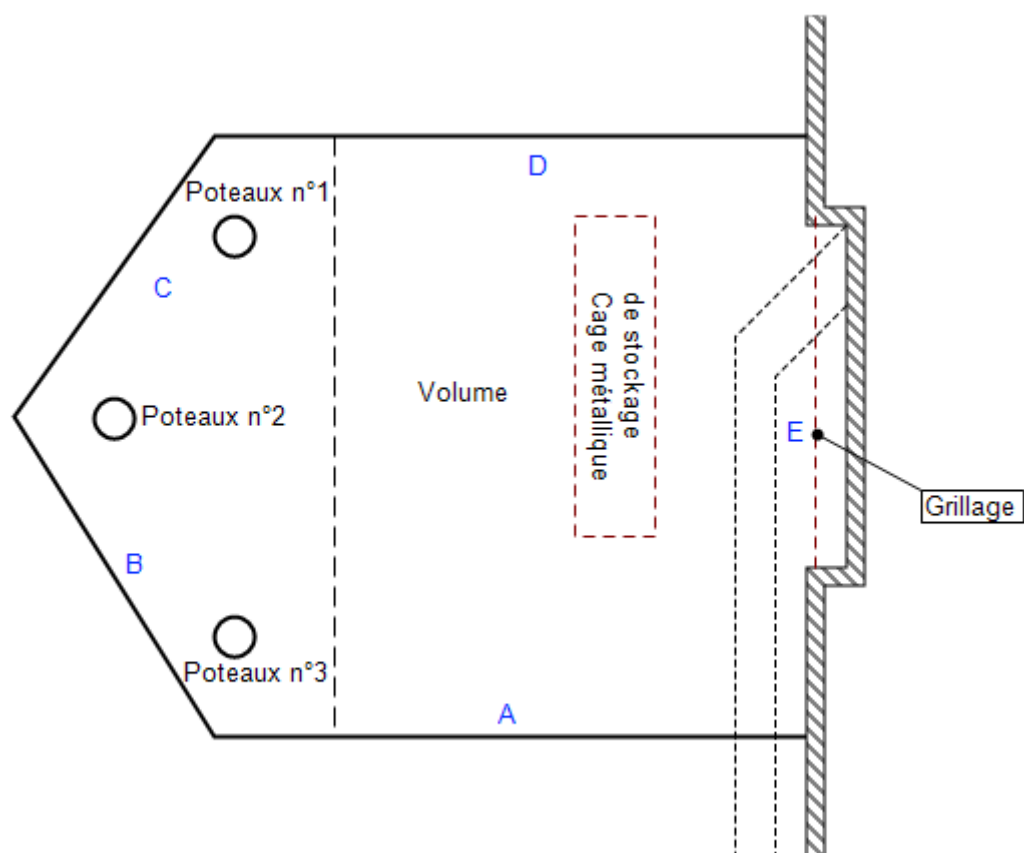 D
Poteaux n°1
C
de stockage
Cage métallique
Volume
Poteaux n°2
E
Grillage
B
Poteaux n°3
A